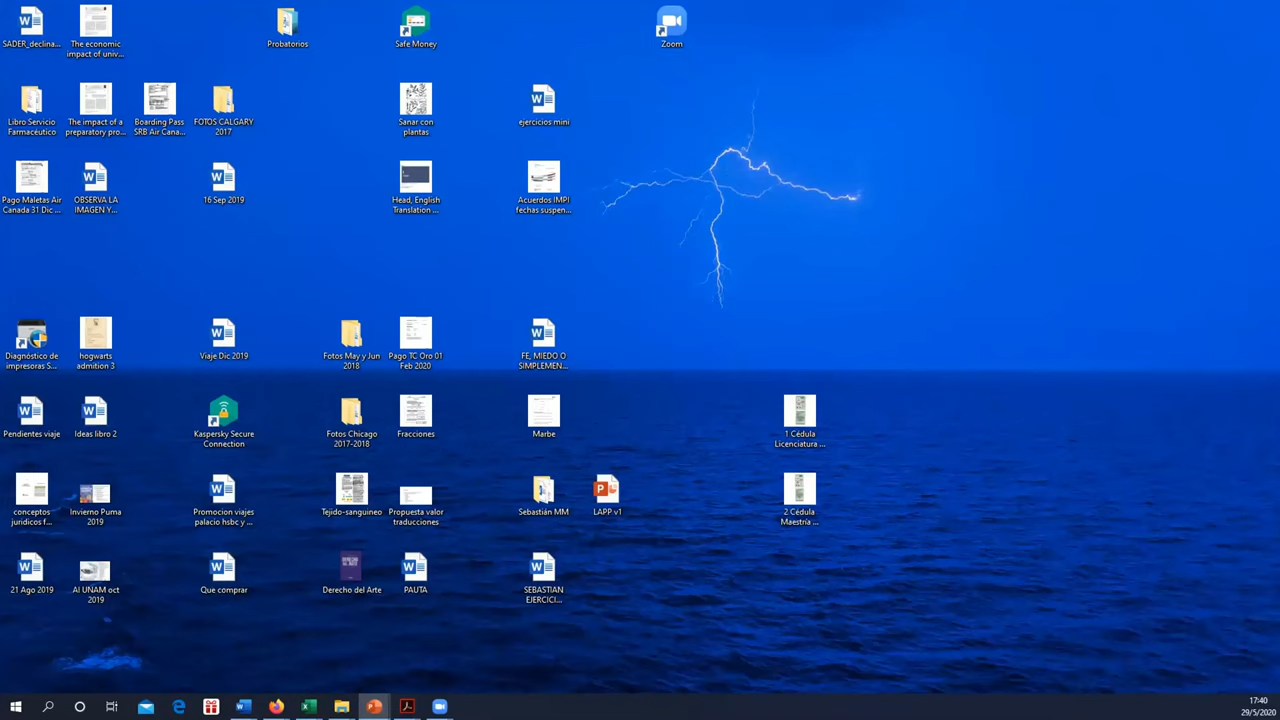 SADER_declina...
The economic
impact of univ...
Probatorios
Safe Money
Zoom
Libro Servicio
Farmacéutico
The impact of a
preparatory pro...
Boarding Pass
SRB Air Cana...
FOTOS CALGARY
2017
Sanar con
plantas
ejercicios mini
Pago Maletas Air
Canada 31 Dic ...
OBSERVA LA
IMAGEN Y...
16 Sep 2019
Head, English
Translation ...
Acuerdos IMPI
fechas suspen...
Diagnóstico de
impresoras S...
hogwarts
admition 3
Viaje Dic 2019
Fotos May y Jun
2018
Pago TC Oro 01
Feb 2020
FE, MIEDO O
SIMPLEMEN...
Pendientes viaje
Ideas libro 2
Kaspersky Secure
Connection
Fotos Chicago
2017-2018
Fracciones
Marbe
1 Cédula
Licenciatura ...
conceptos
juridicos f...
Invierno Puma
2019
Promocion viajes
palacio hsbc y ...
Tejido-sanguineo
Propuesta valor
traducciones
Sebastián MM
LAPP v1
2 Cédula
Maestría ...
21 Ago 2019
AI UNAM oct
2019
Que comprar
DERECHO
DEL ARTE
Derecho del Arte
PAUTA
SEBASTIAN
EJERCICI...
17:40
29/5/2020